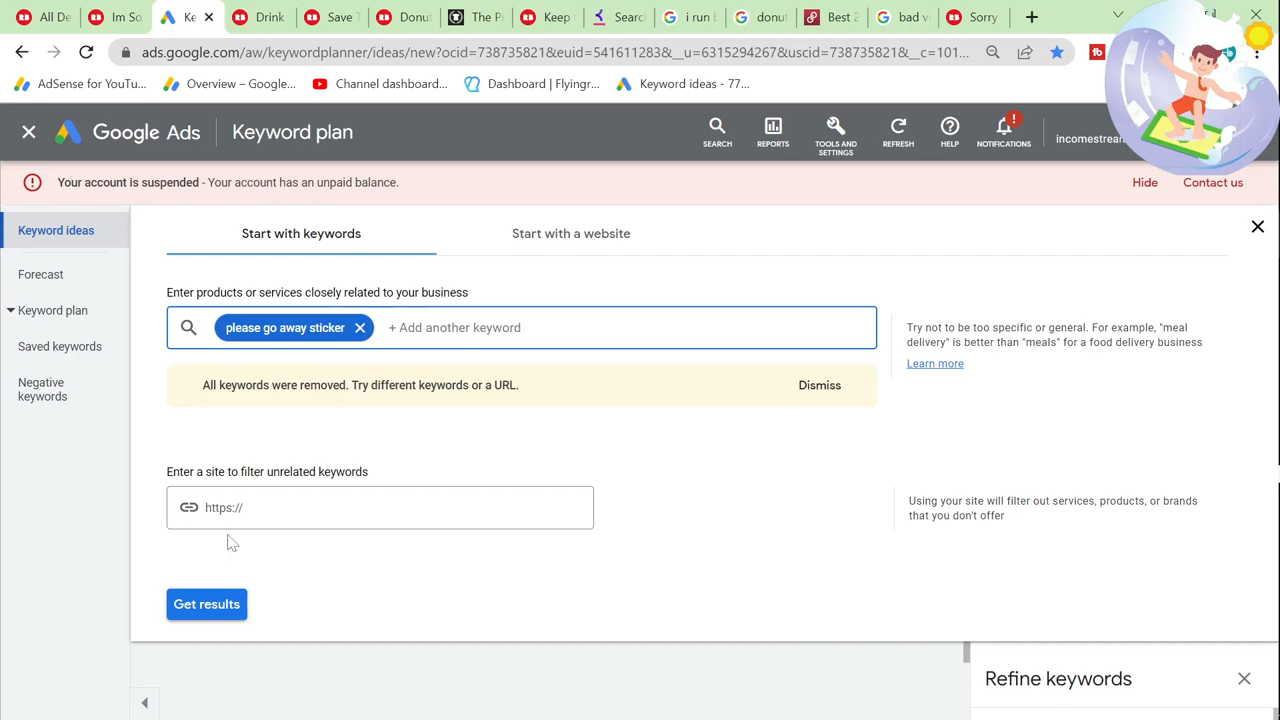 All De
Im So
Ke
Drink
Save T
Donut
The P
Keep
Searc
i run b
donut
Best 2
bad v
Sorry
ads.google.com/aw/keywordplanner/ideas/new?ocid=738735821&euid=541611283&__u=6315294267&uscid=738735821&__c=101...
AdSense for YouTu...
Overview – Google...
Channel dashboard...
Dashboard | Flyingr...
Keyword ideas - 77...
Google Ads
Keyword plan
SEARCH
REPORTS
TOOLS AND
SETTINGS
REFRESH
HELP
NOTIFICATIONS
incomestrean
Your account is suspended - Your account has an unpaid balance.
Hide
Contact us
Keyword ideas
Forecast
Keyword plan
Saved keywords
Negative
keywords
Start with keywords
Start with a website
Enter products or services closely related to your business
please go away sticker
+ Add another keyword
Try not to be too specific or general. For example, "meal
delivery" is better than "meals" for a food delivery business
Learn more
All keywords were removed. Try different keywords or a URL.
Dismiss
Enter a site to filter unrelated keywords
https://
Using your site will filter out services, products, or brands
that you don't offer
Get results
Refine keywords